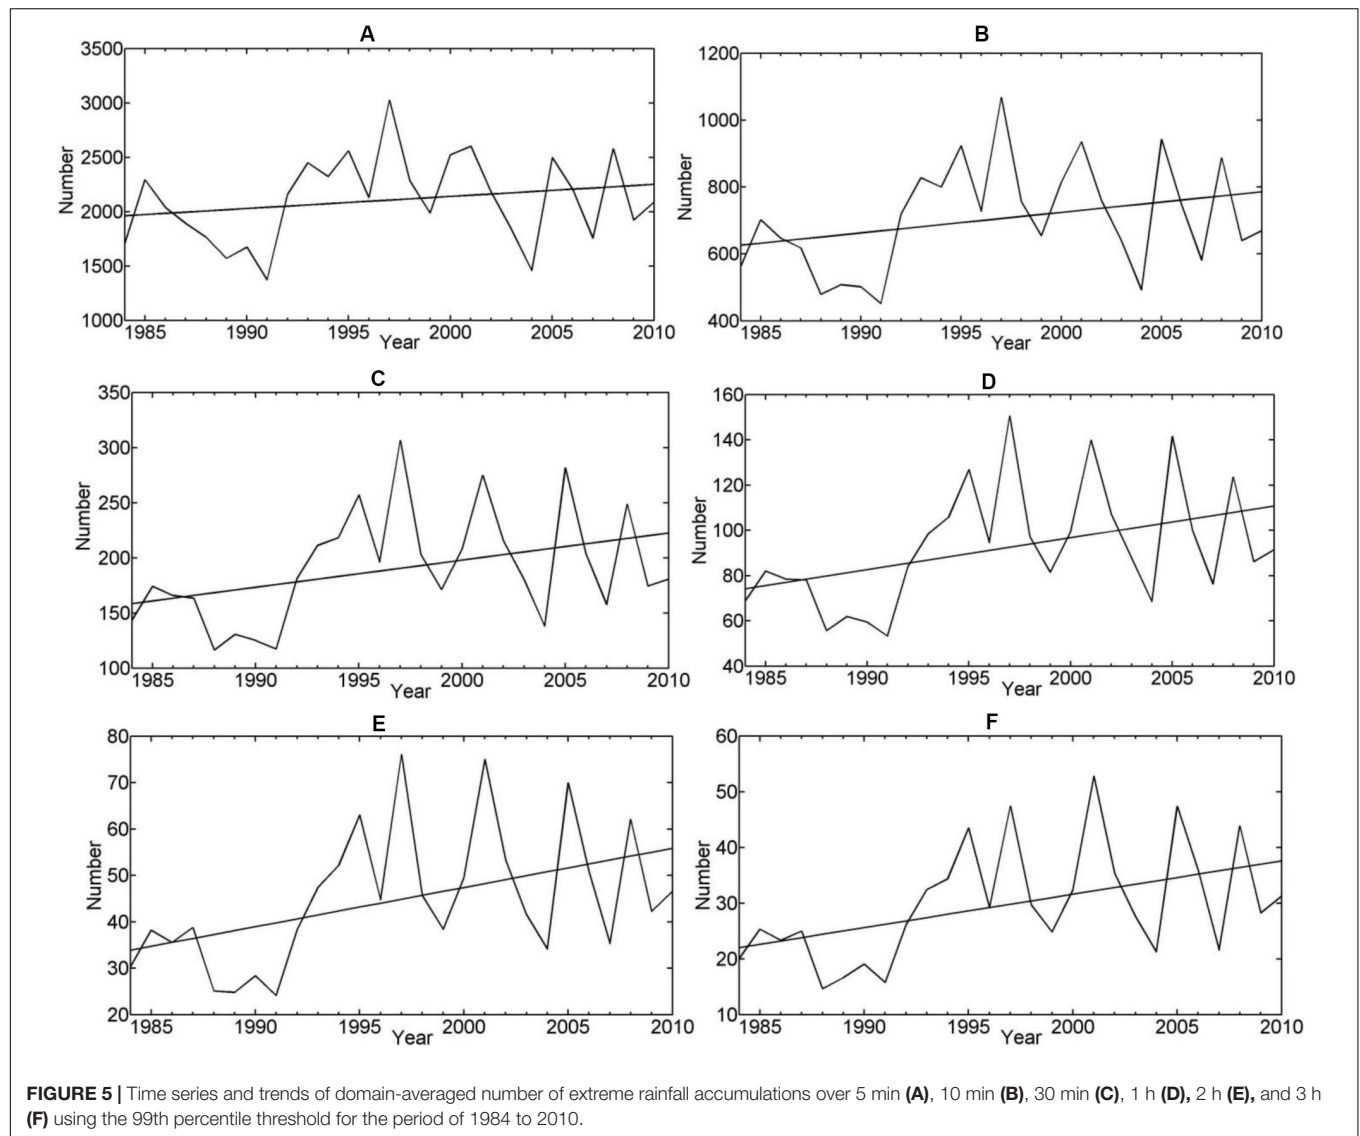 A
3500
3000
2500
2000
1500
1000
Number
1985 1990 1995 2000 2005 2010
Year
B
1200
1000
800
600
400
Number
1985 1990 1995 2000 2005 2010
Year
C
350
300
250
200
150
100
Number
1985 1990 1995 2000 2005 2010
Year
D
160
140
120
100
80
60
40
Number
1985 1990 1995 2000 2005 2010
Year
E
80
70
60
50
40
30
20
Number
1985 1990 1995 2000 2005 2010
Year
F
60
50
40
30
20
10
Number
1985 1990 1995 2000 2005 2010
Year
FIGURE 5 | Time series and trends of domain-averaged number of extreme rainfall accumulations over 5 min (A), 10 min (B), 30 min (C), 1 h (D), 2 h (E), and 3 h
(F) using the 99th percentile threshold for the period of 1984 to 2010.